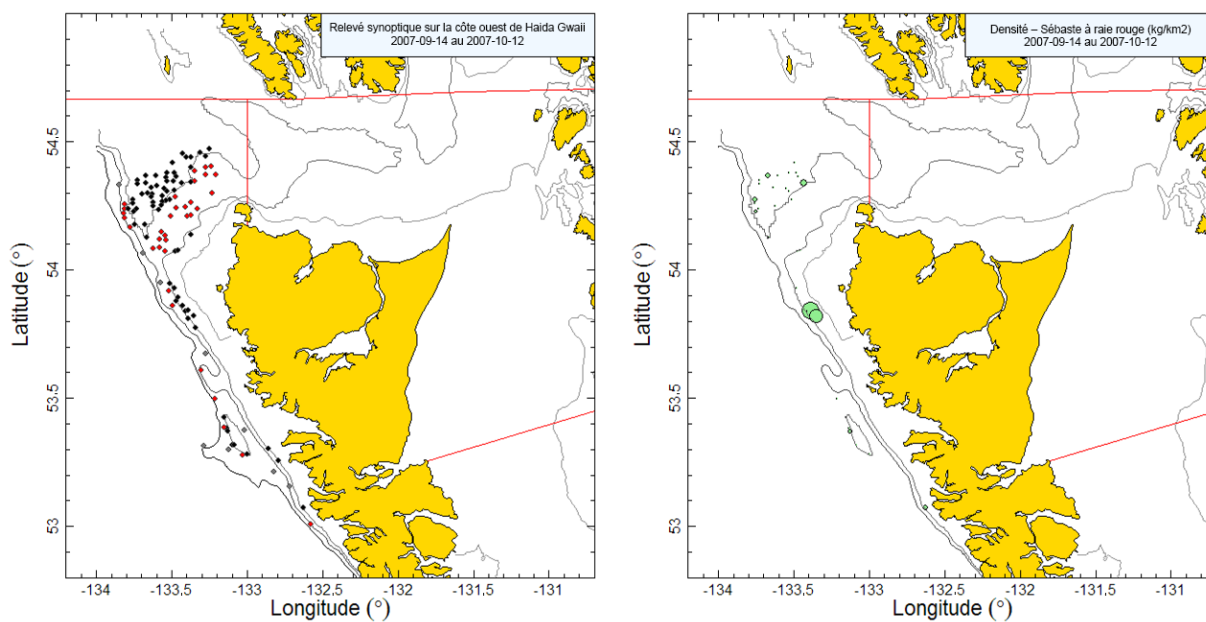 Relevé synoptique sur la côte ouest de Haida Gwaii
2007-09-14 au 2007-10-12
Latitude (°)
54.5
54
53.5
53
-134 -133.5 -133 -132.5 -132 -131.5 -131
Longitude (°)
Densité – Sébaste à raie rouge (kg/km2)
2007-09-14 au 2007-10-12
Latitude (°)
54.5
54
53.5
53
-134 -133.5 -133 -132.5 -132 -131.5 -131
Longitude (°)